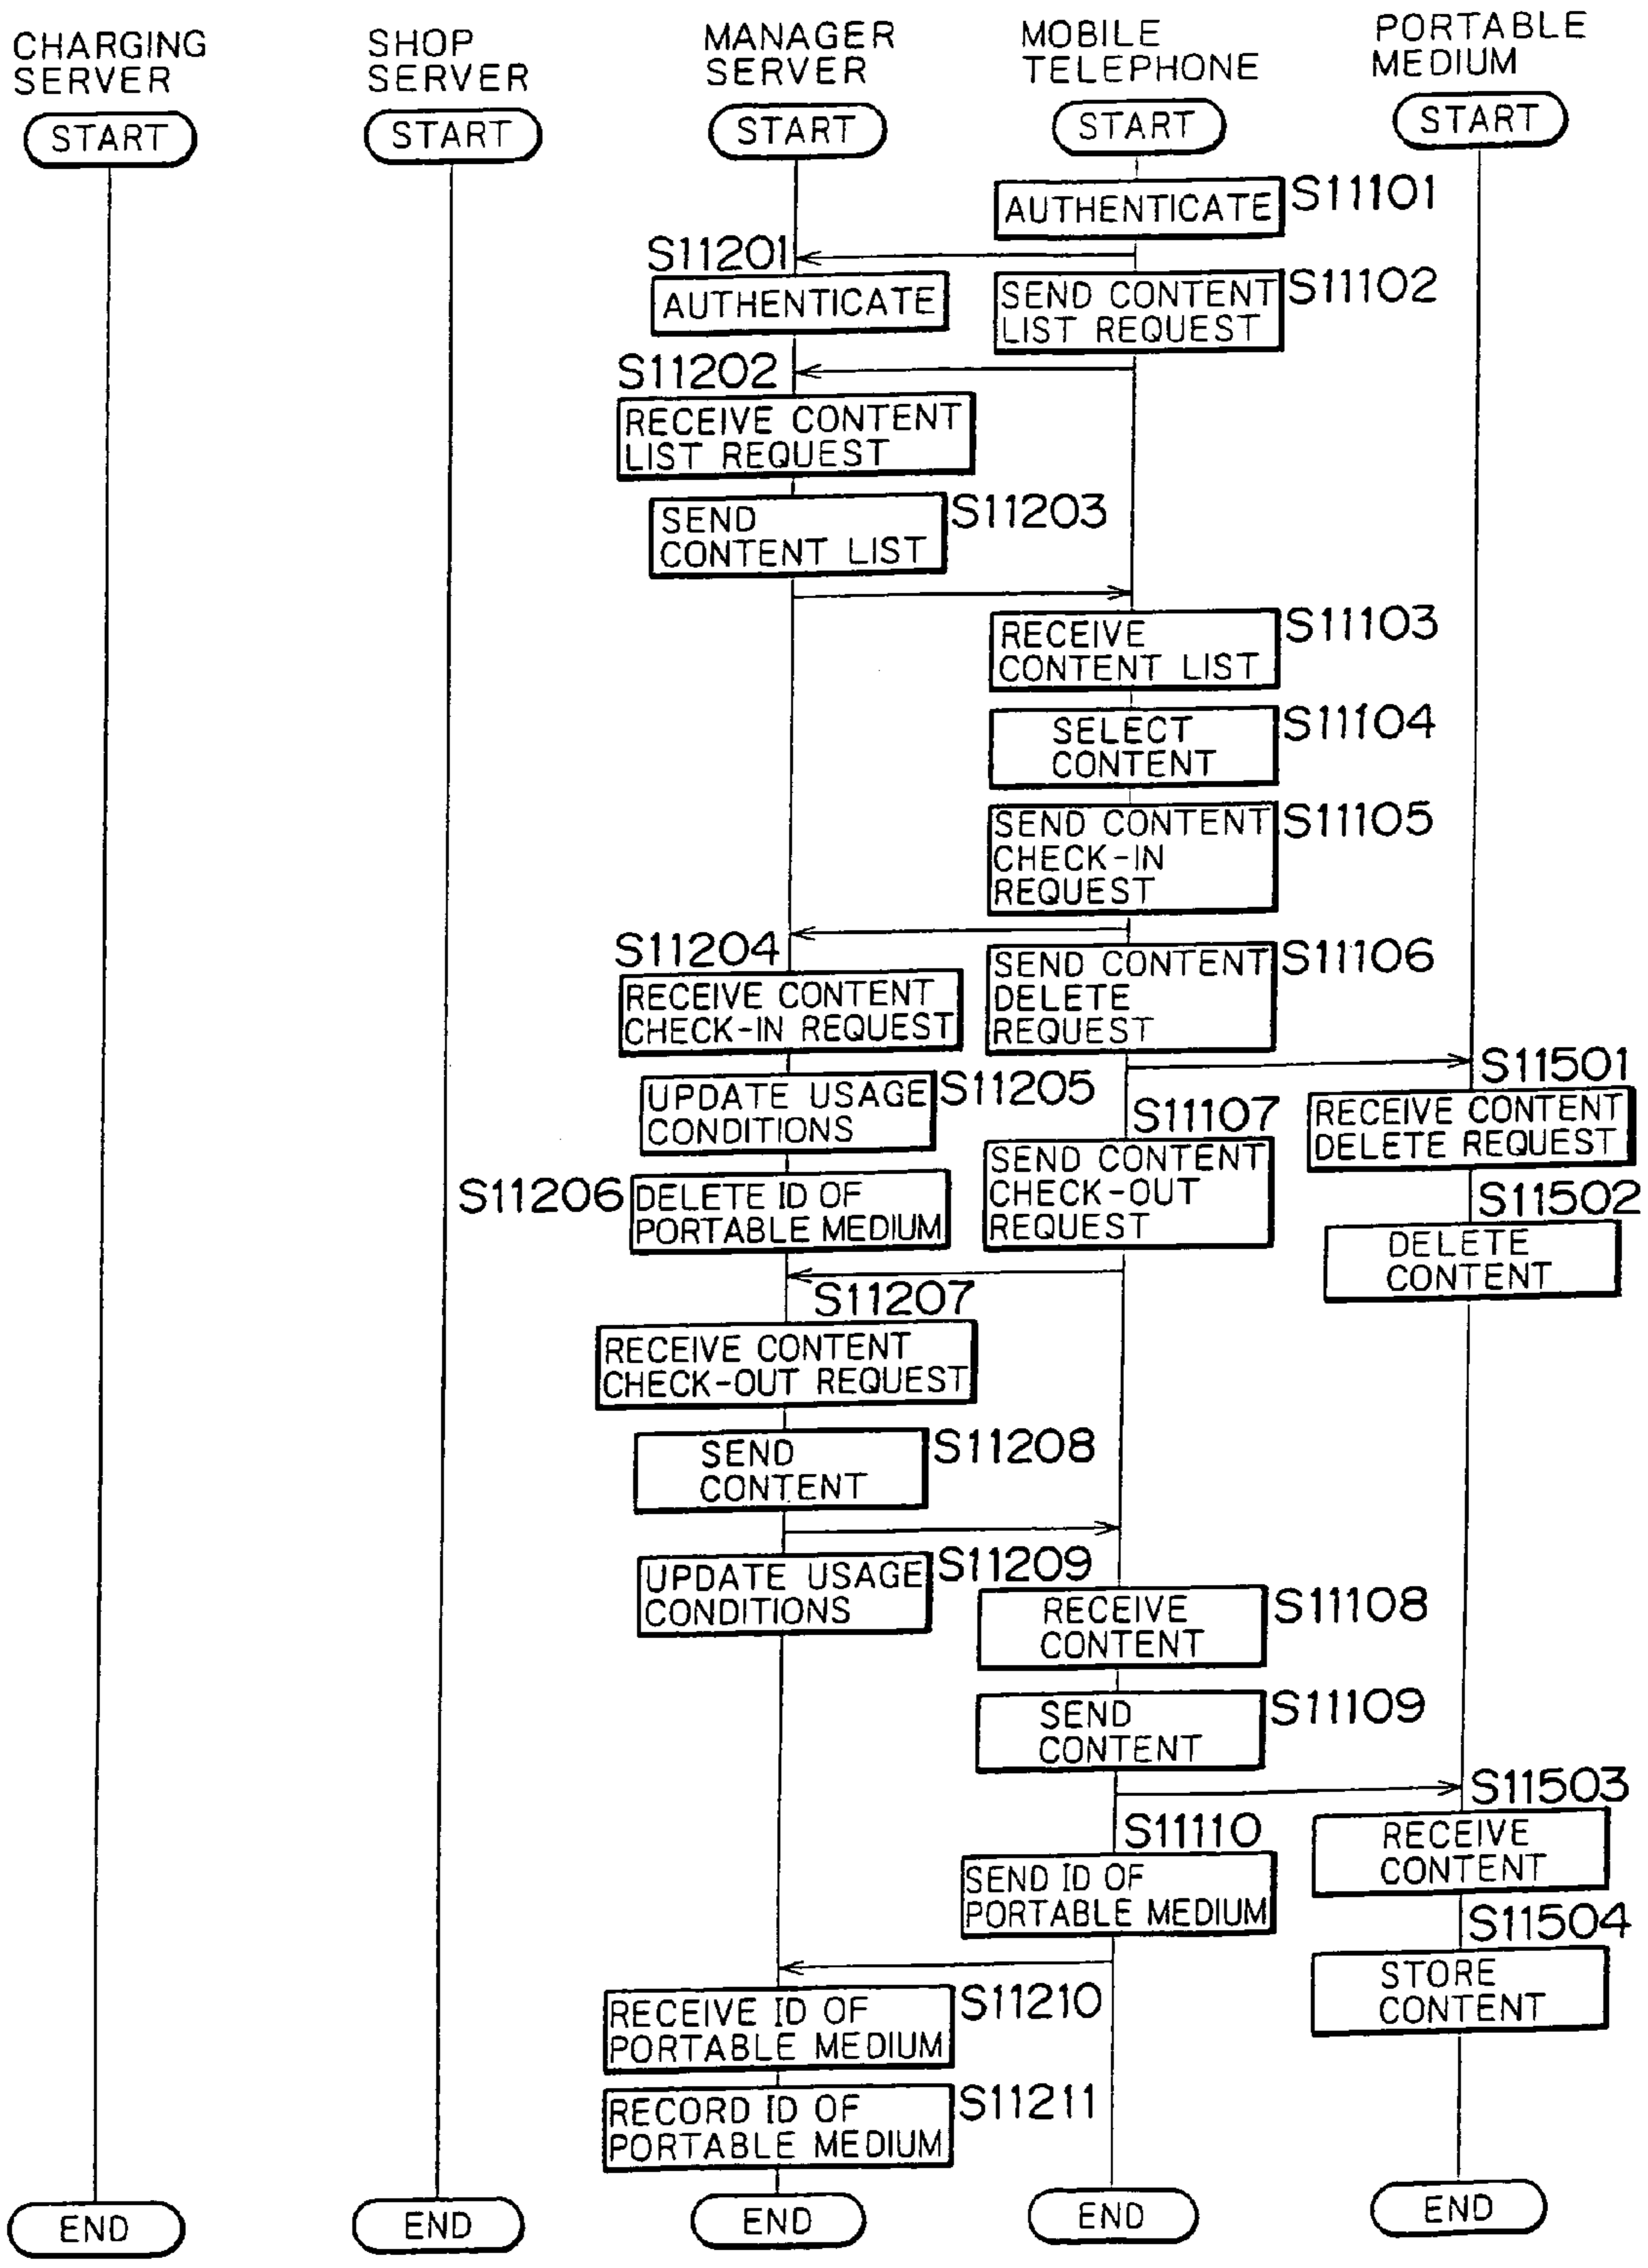 CHARGING
SERVER
SHOP
SERVER
MANAGER
SERVER
MOBILE
TELEPHONE
PORTABLE
MEDIUM
START
START
START
START
START
AUTHENTICATE
S11101
S11201
AUTHENTICATE
SEND CONTENT
LIST REQUEST
S11102
S11202
RECEIVE CONTENT
LIST REQUEST
SEND
CONTENT LIST
S11203
RECEIVE
CONTENT LIST
S11103
SELECT
CONTENT
S11104
SEND CONTENT
CHECK-IN
REQUEST
S11105
S11204
RECEIVE CONTENT
CHECK-IN REQUEST
SEND CONTENT
DELETE
REQUEST
S11106
S11501
RECEIVE CONTENT
DELETE REQUEST
UPDATE USAGE
CONDITIONS
S11205
S11107
SEND CONTENT
CHECK-OUT
REQUEST
S11206
DELETE ID OF
PORTABLE MEDIUM
S11502
DELETE
CONTENT
S11207
RECEIVE CONTENT
CHECK-OUT REQUEST
SEND
CONTENT
S11208
UPDATE USAGE
CONDITIONS
S11209
RECEIVE
CONTENT
S11108
SEND
CONTENT
S11109
S11503
RECEIVE
CONTENT
S11110
SEND ID OF
PORTABLE MEDIUM
S11504
STORE
CONTENT
RECEIVE ID OF
PORTABLE MEDIUM
S11210
RECORD ID OF
PORTABLE MEDIUM
S11211
END
END
END
END
END